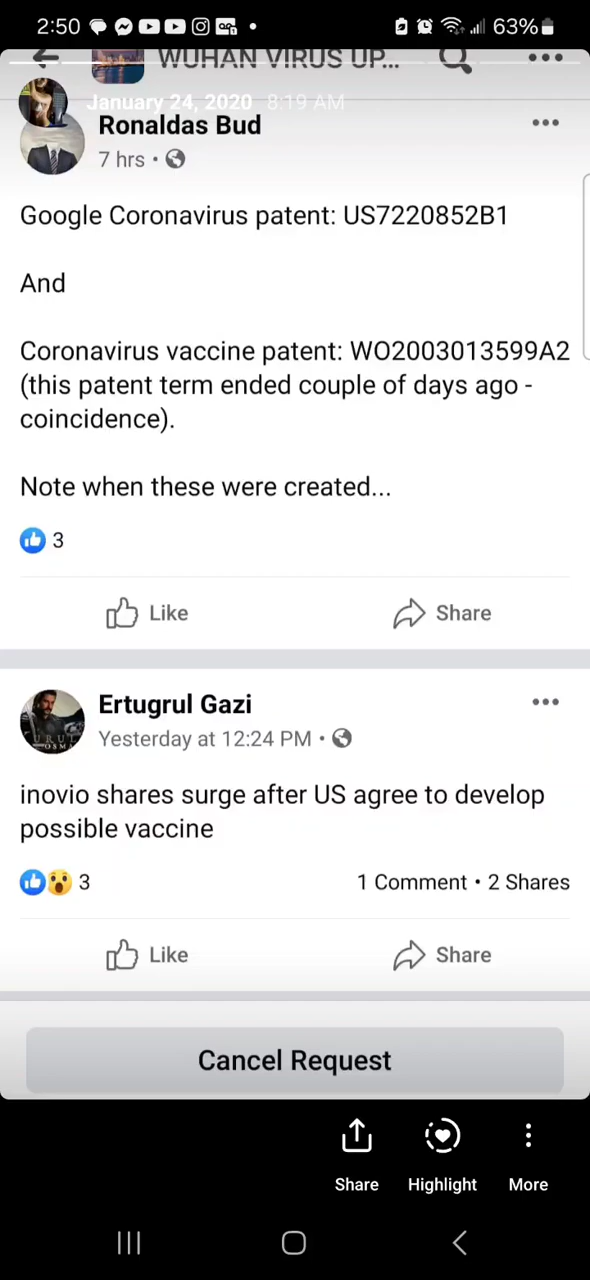 2:50
63%
WUHAN VIRUS UP...
January 24, 2020 8:19 AM
Ronaldas Bud
7 hrs •
Google Coronavirus patent: US7220852B1
And
Coronavirus vaccine patent: WO2003013599A2
(this patent term ended couple of days ago -
coincidence).
Note when these were created...
3
Like
Share
Ertugrul Gazi
Yesterday at 12:24 PM •
inovio shares surge after US agree to develop
possible vaccine
3
1 Comment • 2 Shares
Like
Share
Cancel Request
Share
Highlight
More